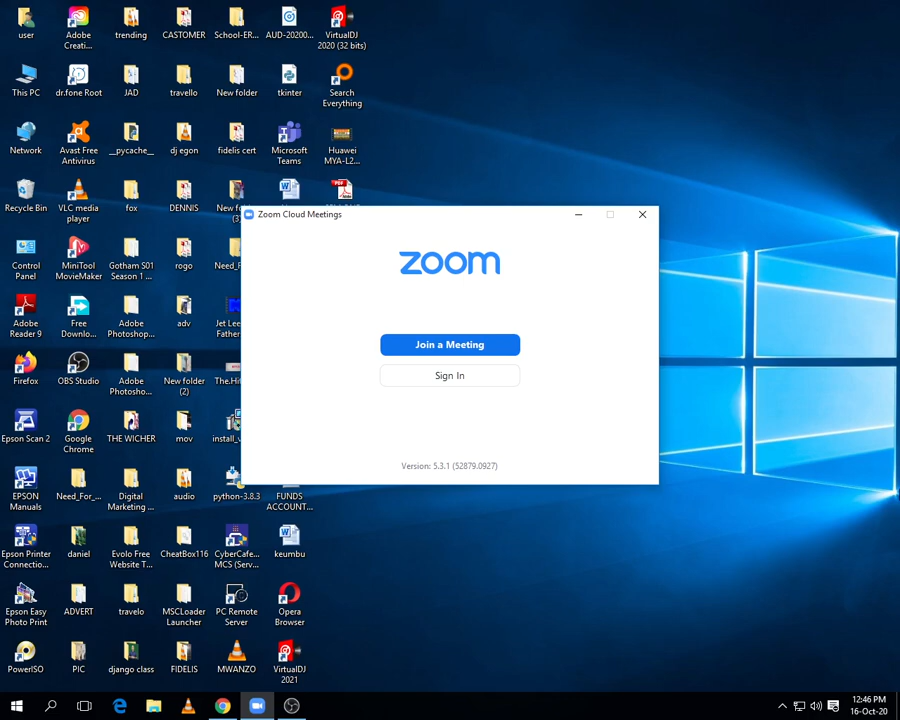 user
Adobe
Creati...
trending
CASTOMER
School-ER...
AUD-20200...
VirtualDJ
2020 (32 bits)
This PC
dr.fone Root
JAD
travello
New folder
tkinter
Search
Everything
Network
Avast Free
Antivirus
__pycache__
dj egon
fidelis cert
Microsoft
Teams
Huawei
MYA-L2...
Recycle Bin
VLC media
player
fox
DENNIS
Zoom Cloud Meetings
zoom
Join a Meeting
Sign In
Version: 5.3.1 (52879.0927)
Control
Panel
MiniTool
MovieMaker
Gotham S01
Season 1 ...
rogo
Need_F
Adobe
Reader 9
Free
Downlo...
Adobe
Photoshop...
adv
Jet Lee
Father
Firefox
OBS Studio
Adobe
Photosho...
New folder
(2)
The.Hit
Epson Scan 2
Google
Chrome
THE WICHER
mov
install_v
EPSON
Manuals
Need_For_...
Digital
Marketing ...
audio
python-3.8.3
FUNDS
ACCOUNT...
Epson Printer
Connectio...
daniel
Evolo Free
Website T...
CheatBox116
CyberCafe...
MCS (Serv...
keumbu
Epson Easy
Photo Print
ADVERT
travelo
MSCLoader
Launcher
PC Remote
Server
Opera
Browser
PowerISO
PIC
django class
FIDELIS
MWANZO
VirtualDJ
2021
12:46 PM
16-Oct-20